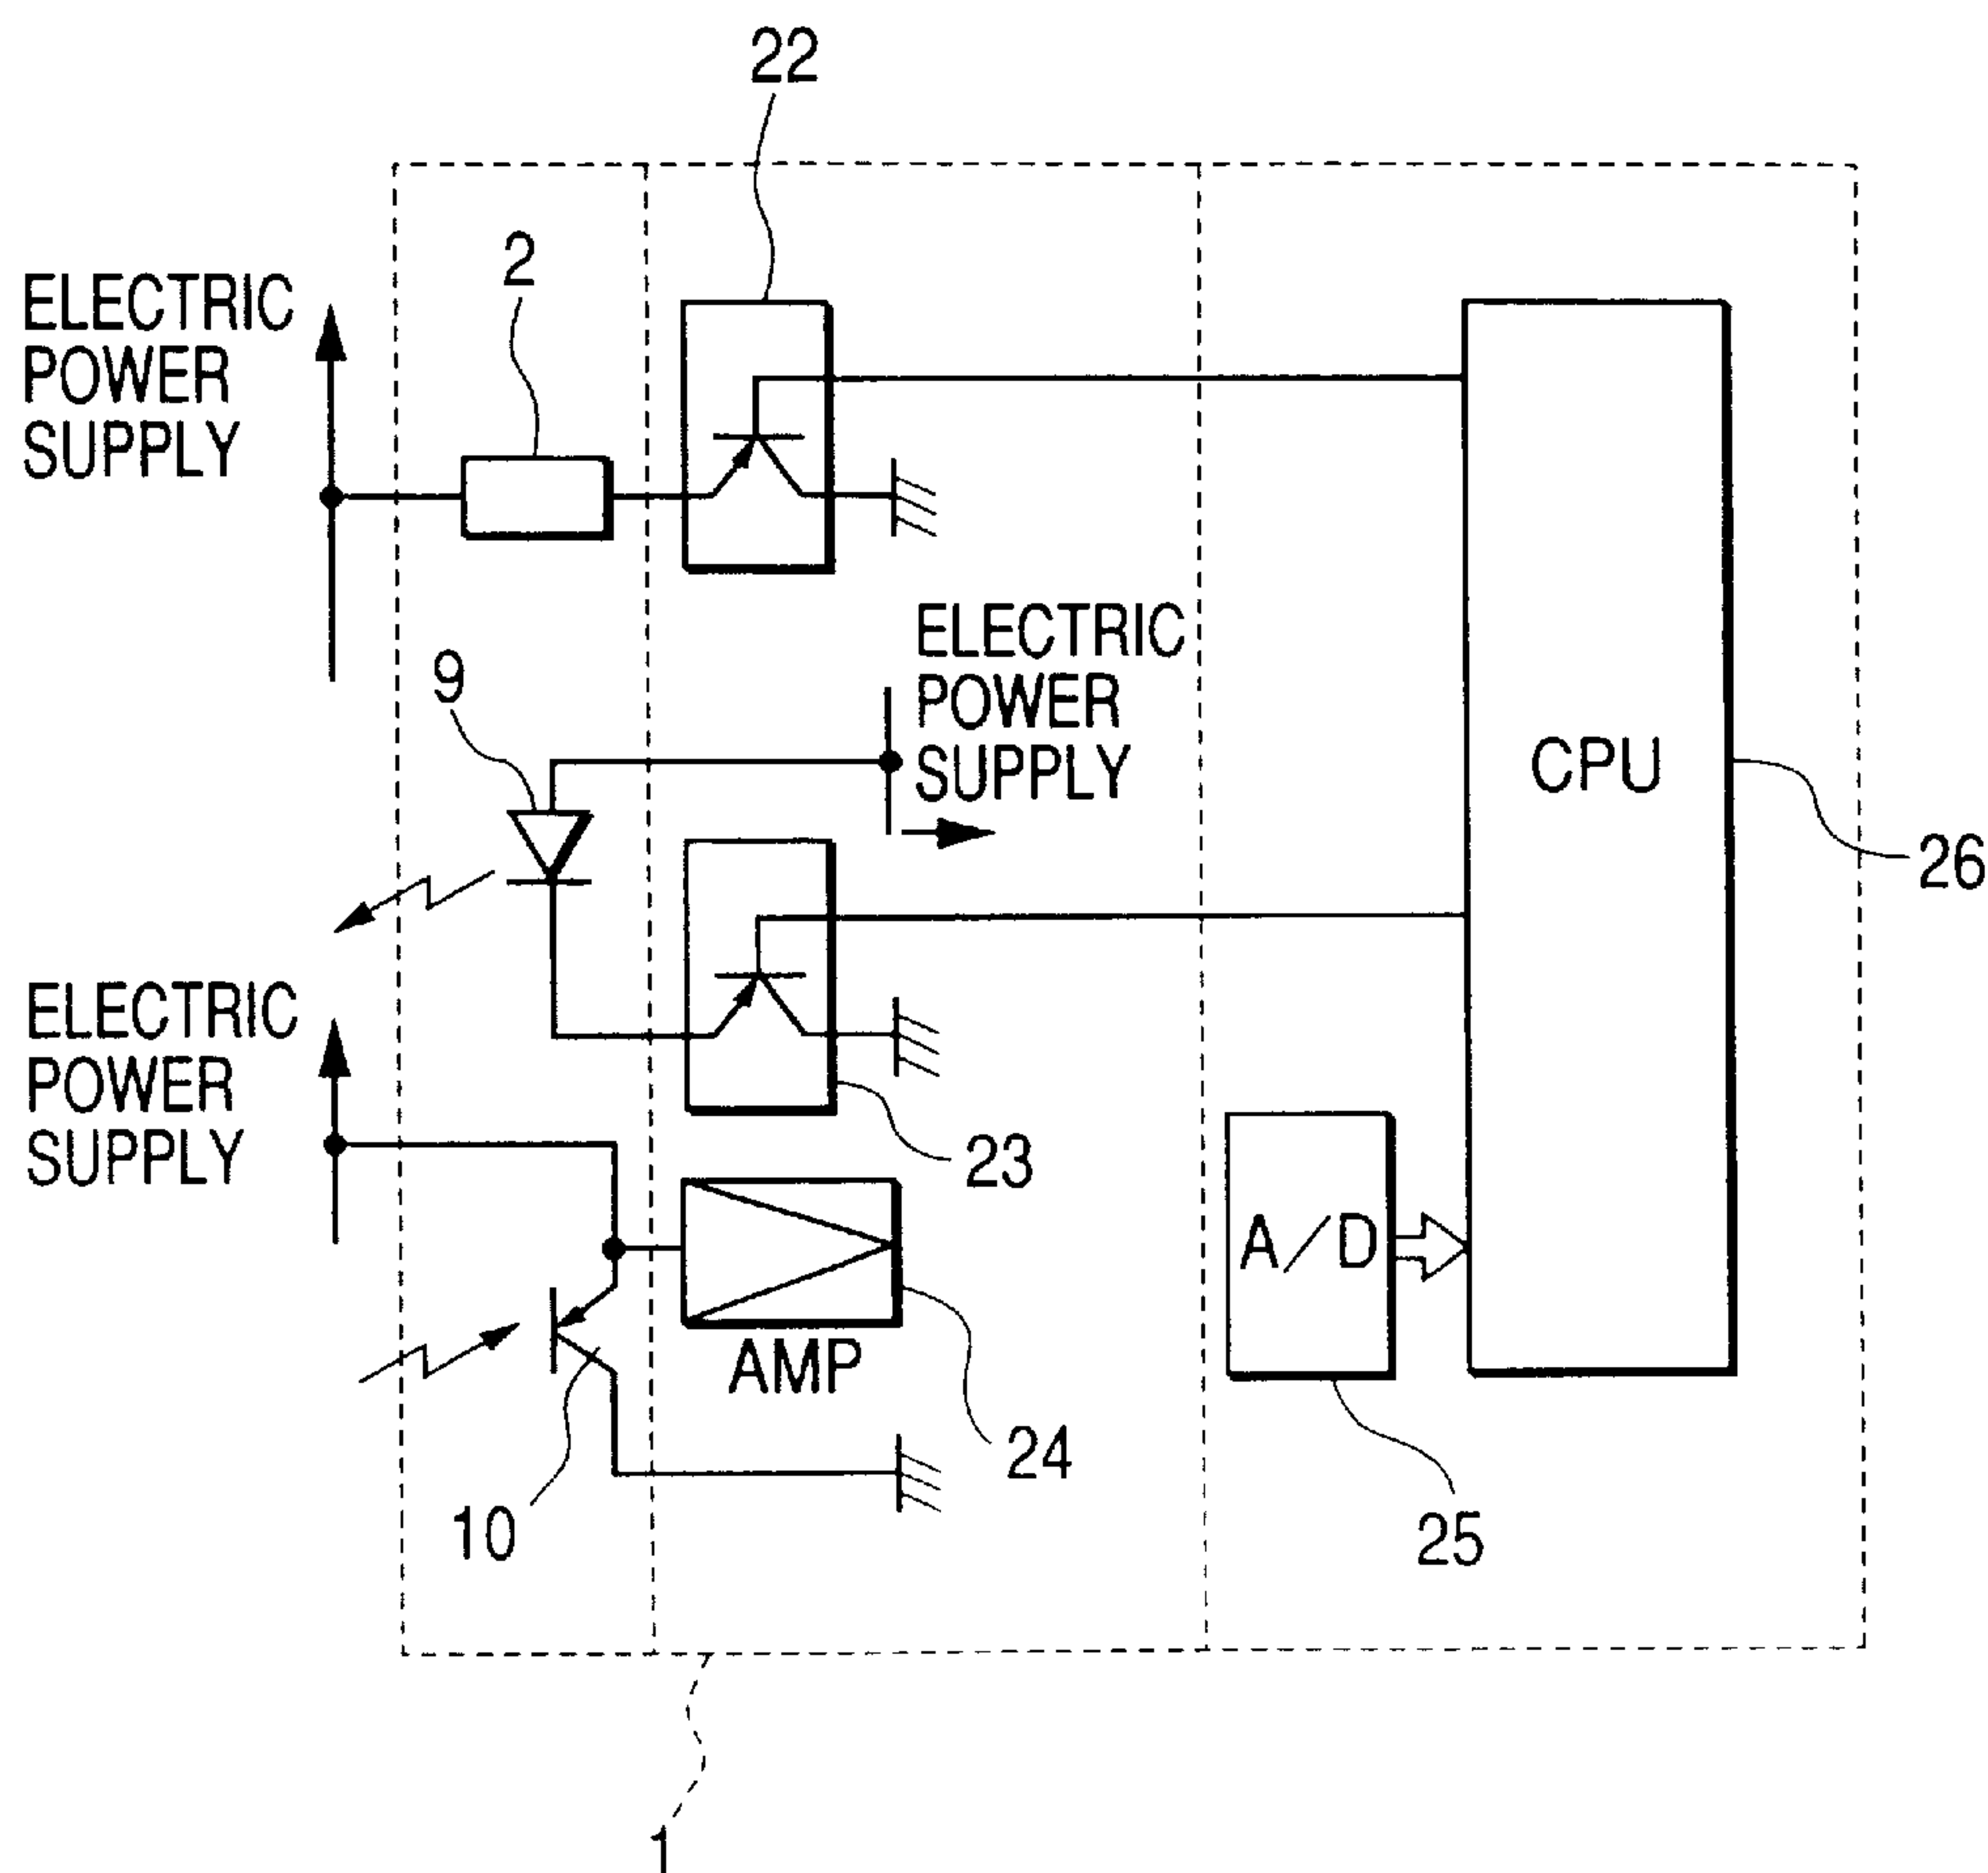 22
2
ELECTRIC
POWER
SUPPLY
ELECTRIC
POWER
SUPPLY
9
CPU
26
ELECTRIC
POWER
SUPPLY
23
A/D
AMP
24
10
25
1